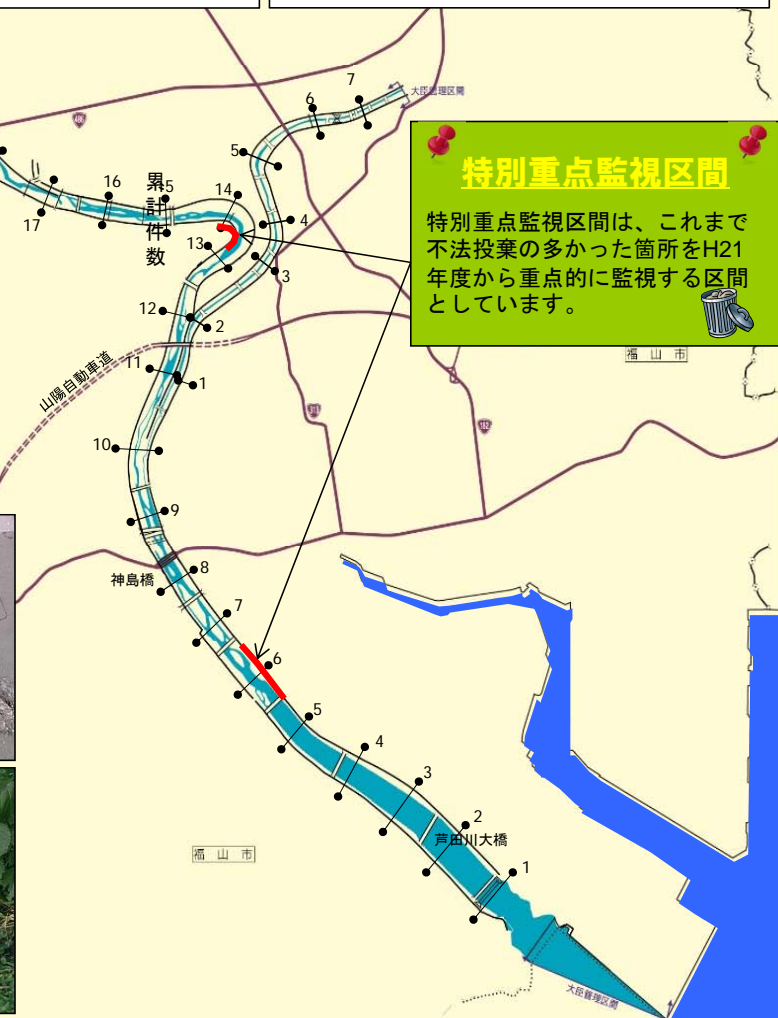 7
大臣管理区間
6
486
5
特別重点監視区間
特別重点監視区間は、これまで
不法投棄の多かった箇所をH21
年度から重点的に監視する区間
としています。
累計件数
16
15
14
4
17
13
3
12
2
福山市
山陽自動車道
11
1
313
182
10
9
神島橋
8
7
6
5
4
3
2
芦田川大橋
福山市
1
大臣管理区間